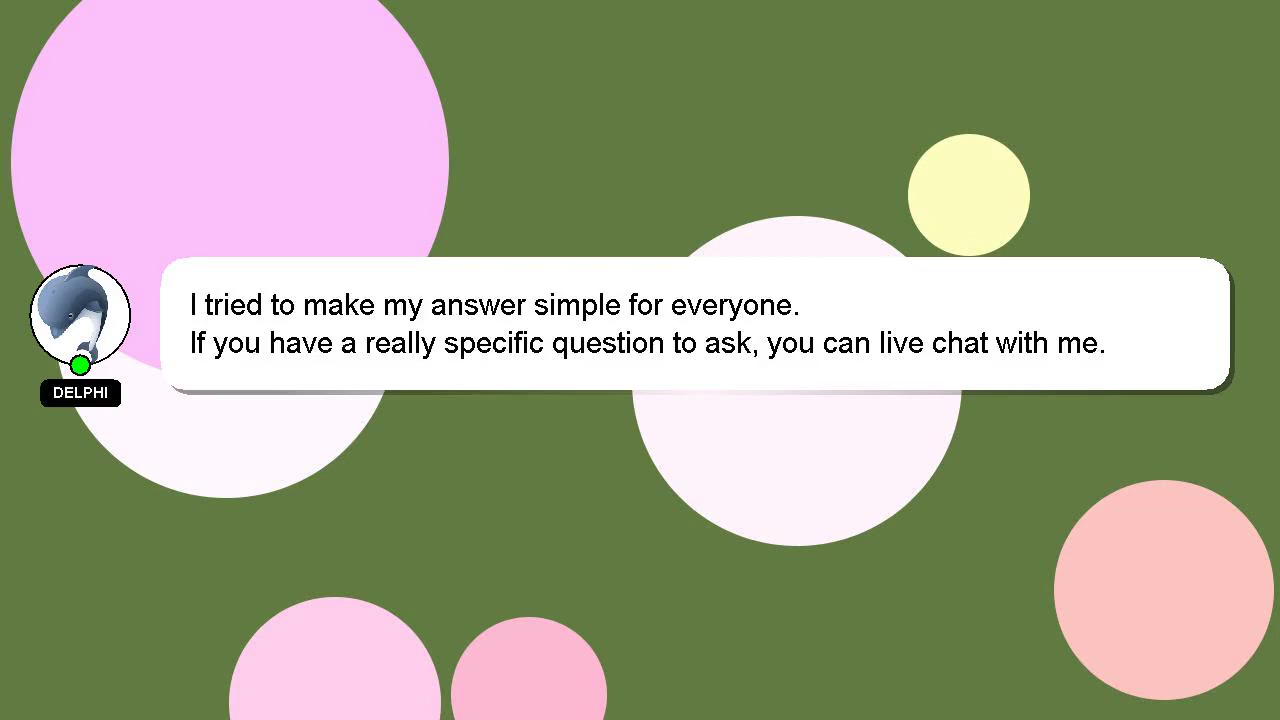 I tried to make my answer simple for everyone.
If you have a really specific question to ask, you can live chat with me.
DELPHI